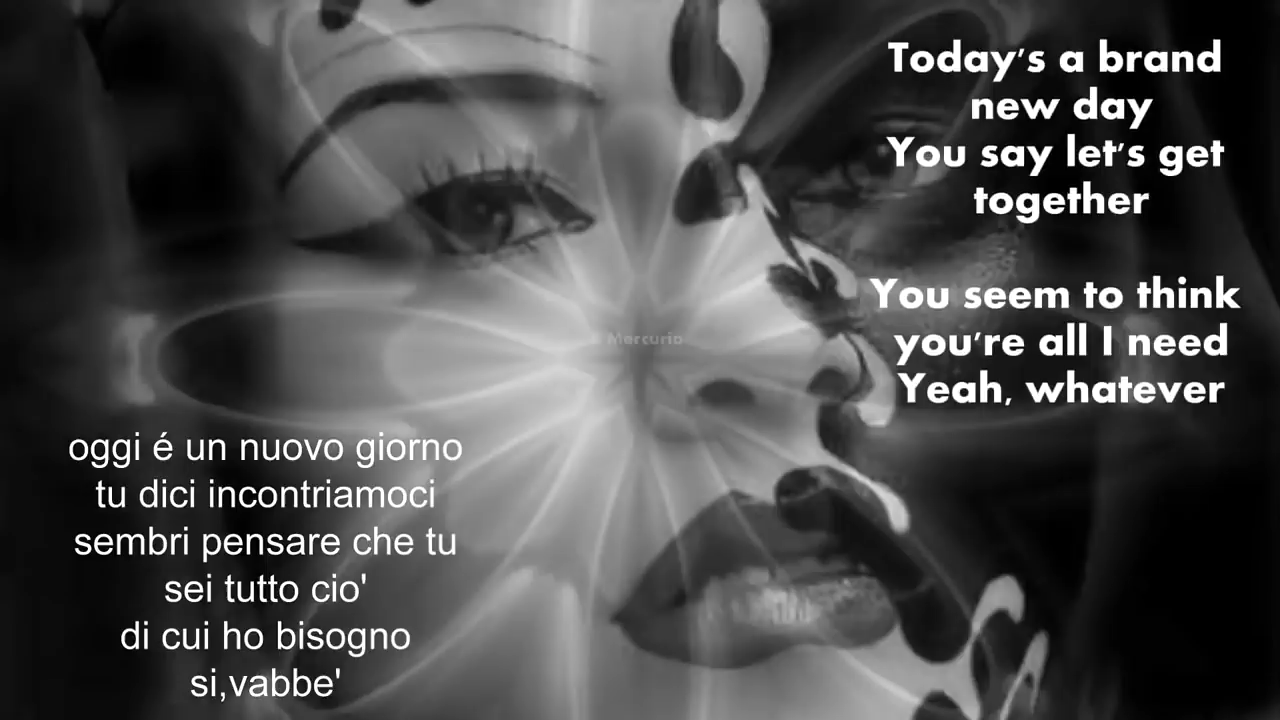 Today's a brand
new day
You say let's get
together
You seem to think
you're all I need
Yeah, whatever
Mercurio
oggi é un nuovo giorno
tu dici incontriamoci
sembri pensare che tu
sei tutto cio'
di cui ho bisogno
si,vabbe'